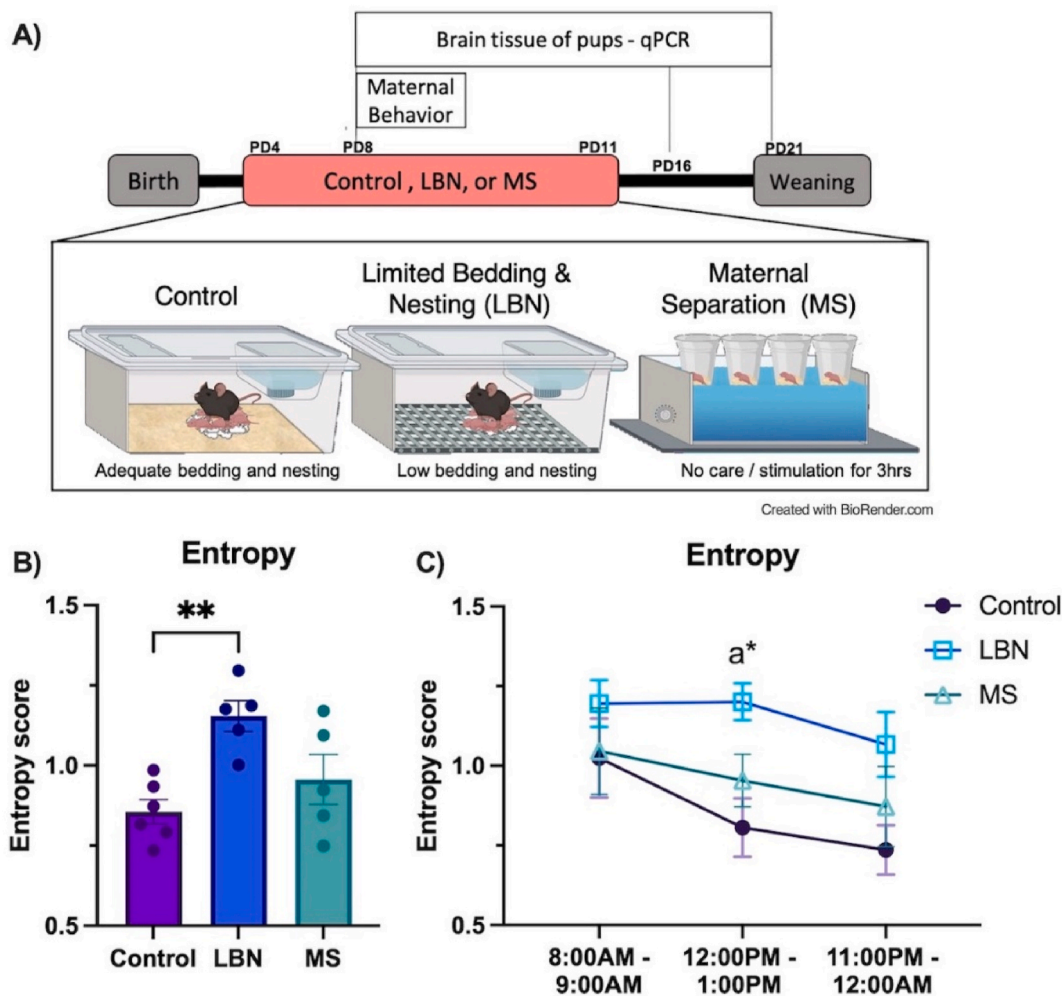 A)
Brain tissue of pups - qPCR
Maternal
Behavior
PD4
PD8
PD11
PD16
PD21
Birth
Control , LBN, or MS
Weaning
Control
Limited Bedding &
Nesting (LBN)
Maternal
Separation (MS)
Adequate bedding and nesting
Low bedding and nesting
No care / stimulation for 3hrs
Created with BioRender.com
B)
Entropy
**
1.5
1.0
0.5
Entropy score
Control
LBN
MS
C)
Entropy
a*
1.5
1.0
0.5
Entropy score
8:00AM -
9:00AM
12:00PM -
1:00PM
11:00PM -
12:00AM
Control
LBN
MS